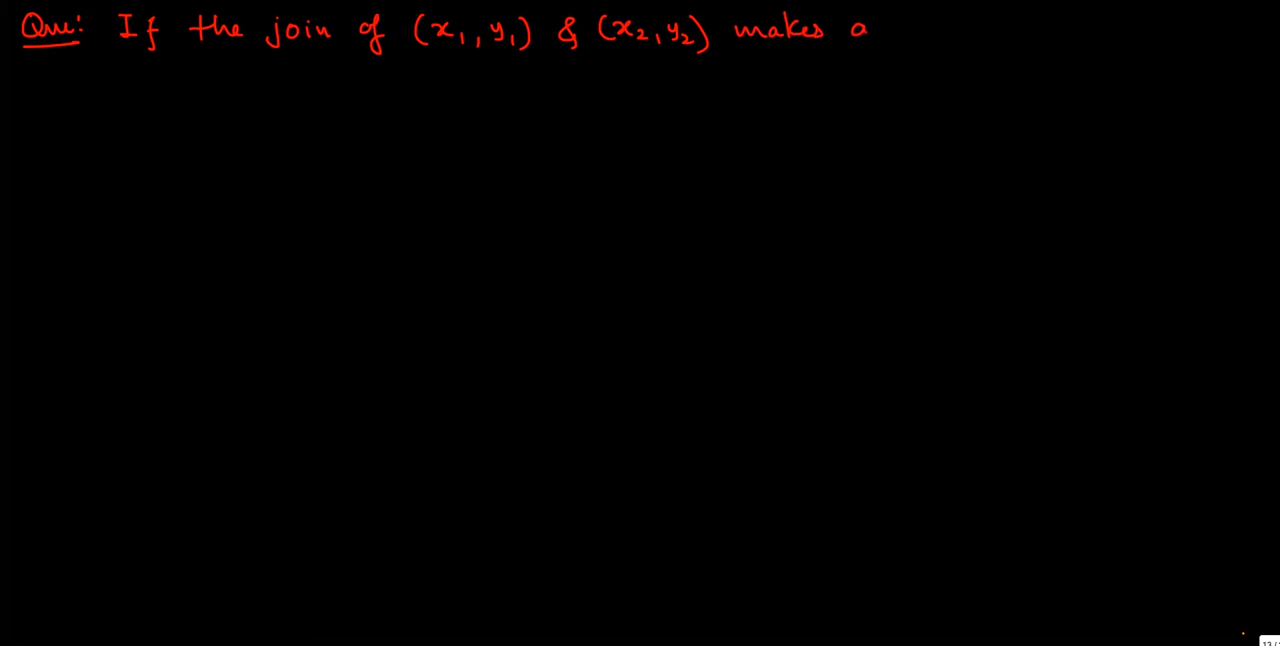 Que: If the join of (x₁, y₁) & (x₂, y₂) makes a